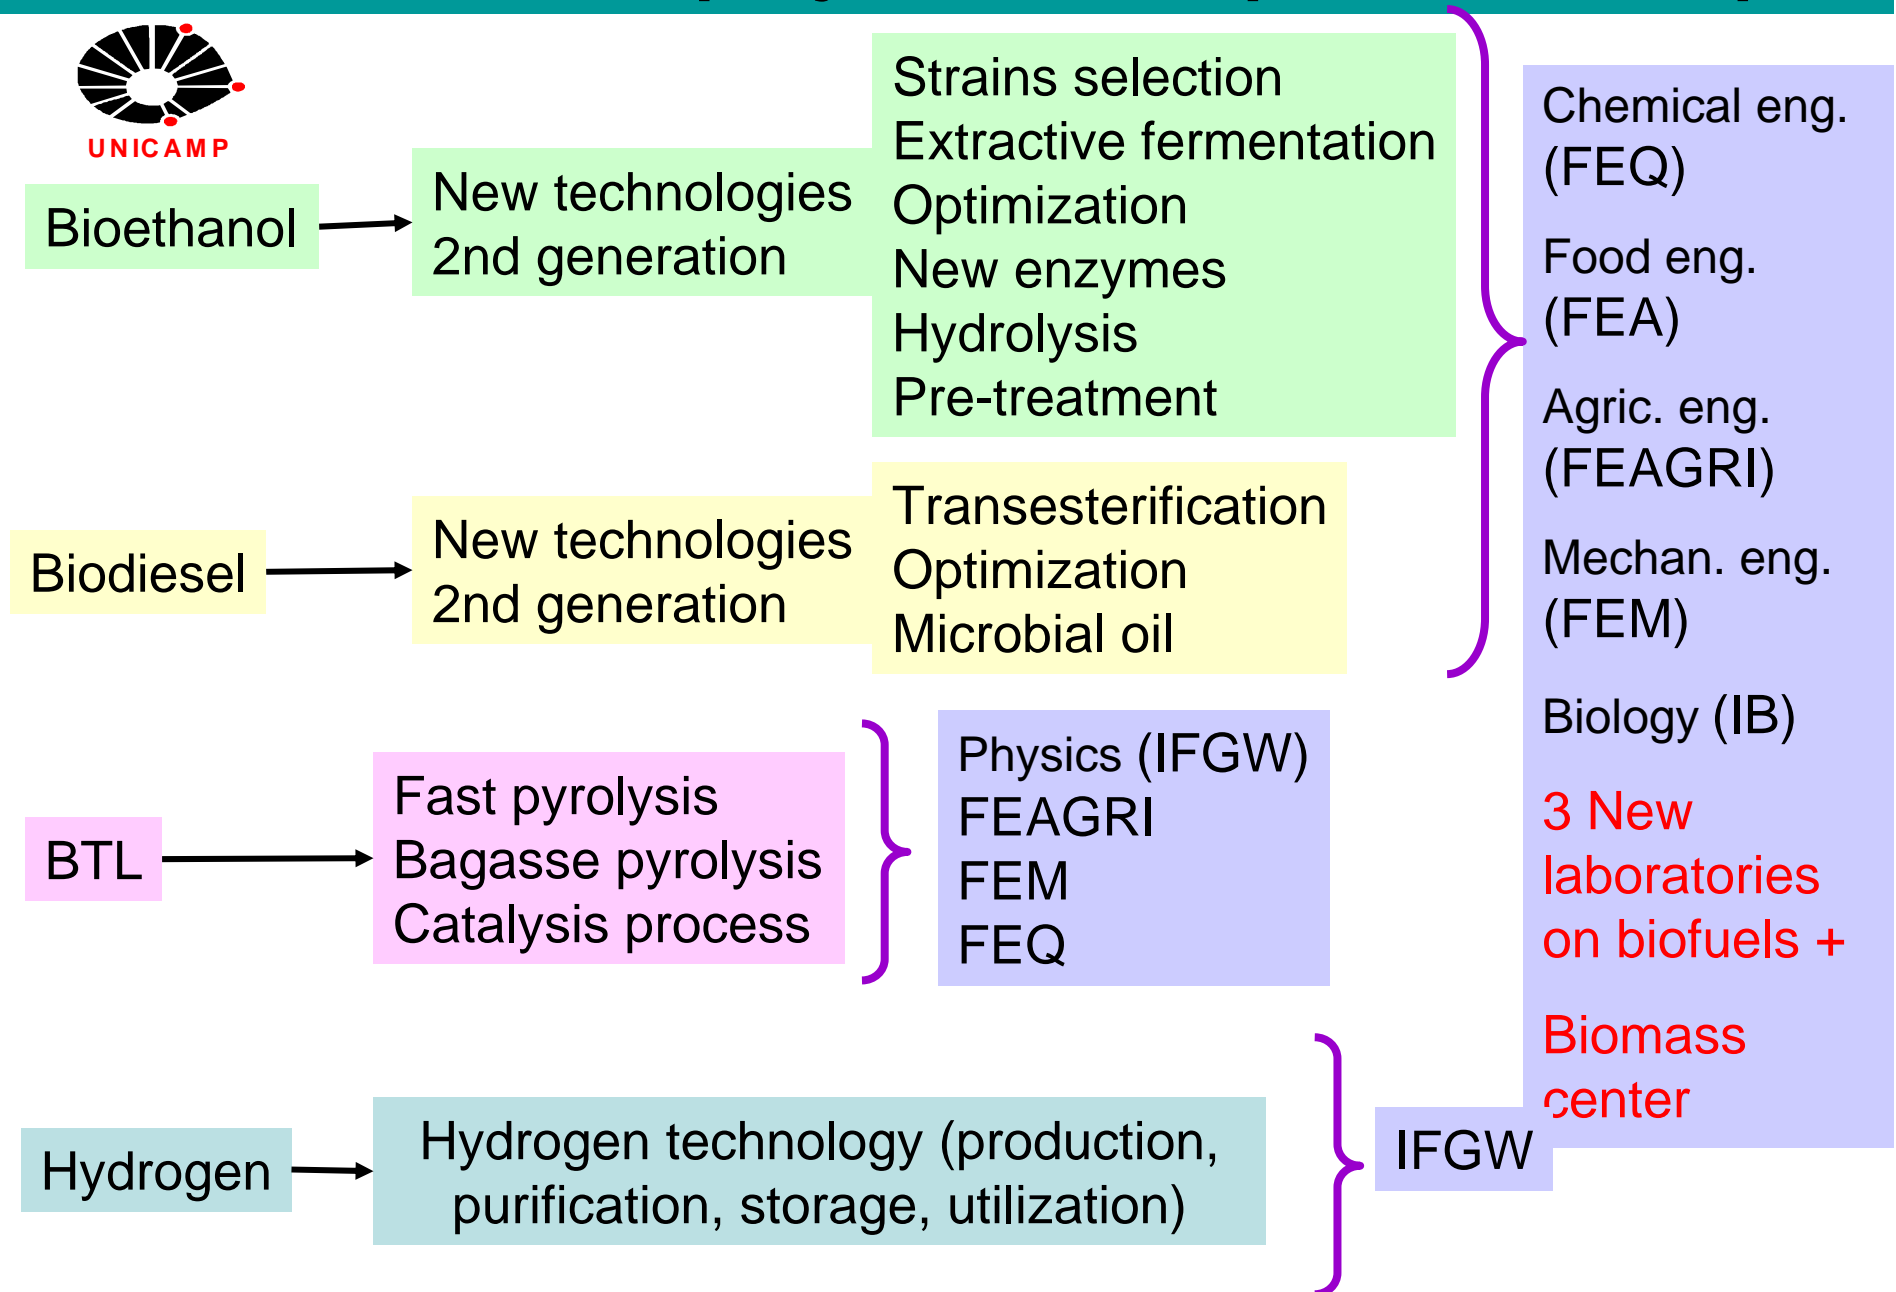 UNICAMP
Bioethanol
New technologies
2nd generation
Strains selection
Extractive fermentation
Optimization
New enzymes
Hydrolysis
Pre-treatment
Biodiesel
New technologies
2nd generation
Transesterification
Optimization
Microbial oil
Chemical eng.
(FEQ)
Food eng.
(FEA)
Agric. eng.
(FEAGRI)
Mechan. eng.
(FEM)
Biology (IB)
3 New
laboratories
on biofuels +
Biomass
center
BTL
Fast pyrolysis
Bagasse pyrolysis
Catalysis process
Physics (IFGW)
FEAGRI
FEM
FEQ
Hydrogen
Hydrogen technology (production,
purification, storage, utilization)
IFGW